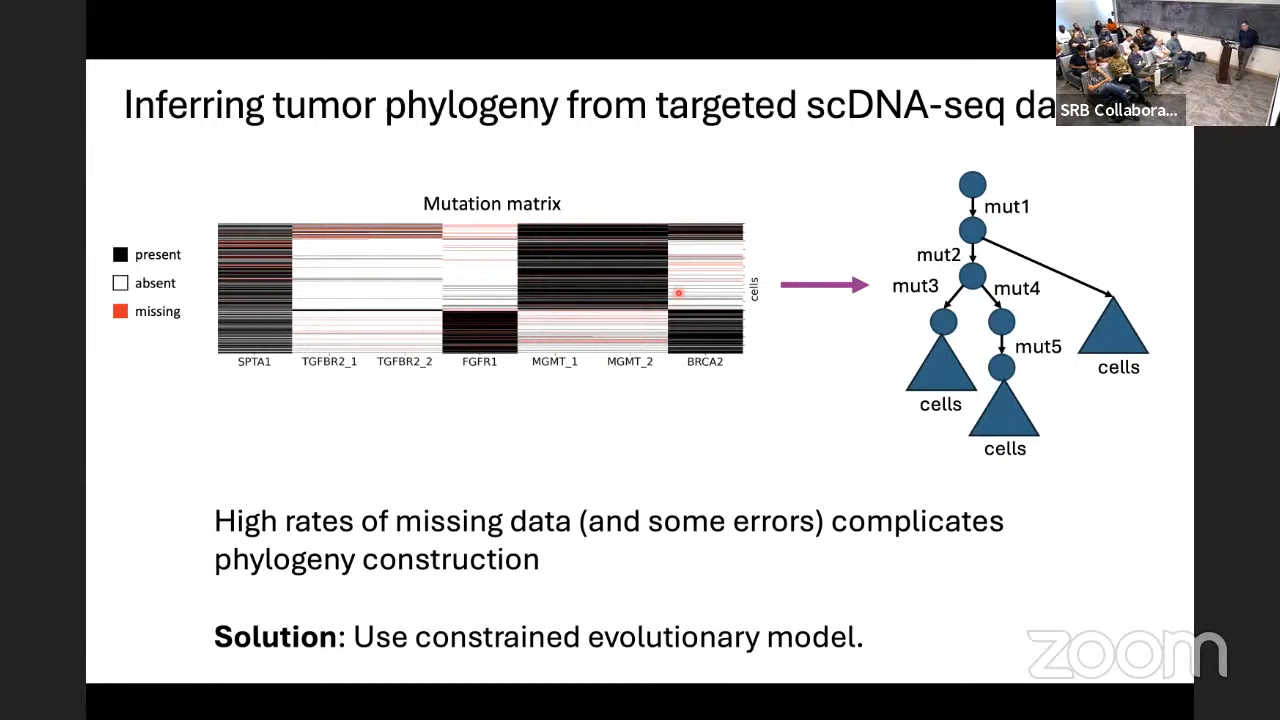 Inferring tumor phylogeny from targeted scDNA-seq da
SRB Collabora...
Mutation matrix
present
absent
missing
cells
SPTA1 TGFBR2_1 TGFBR2_2 FGFR1 MGMT_1 MGMT_2 BRCA2
mut1
mut2
mut3
mut4
mut5
cells
cells
cells
High rates of missing data (and some errors) complicates
phylogeny construction
Solution: Use constrained evolutionary model.
zoom